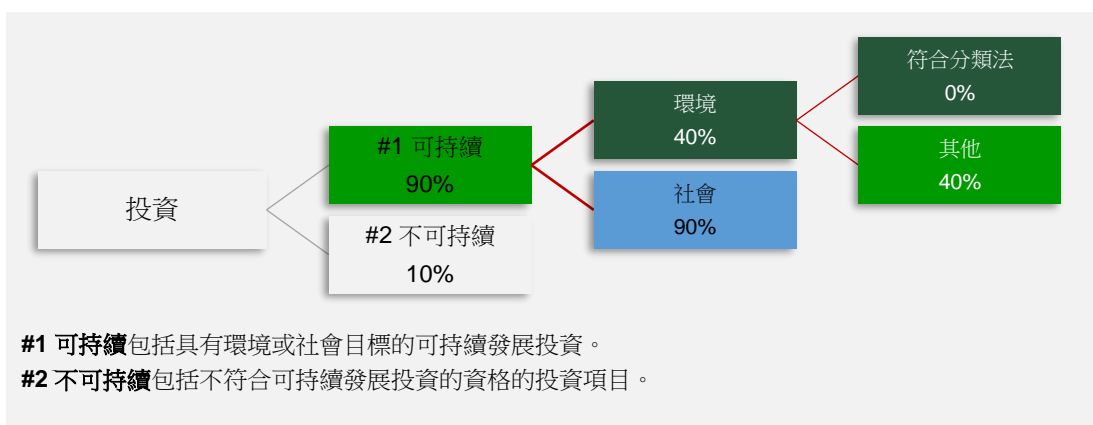 投資
#1 可持續
90%
#2 不可持續
10%
環境
40%
社會
90%
符合分類法
0%
其他
40%
#1 可持續包括具有環境或社會目標的可持續發展投資。
#2 不可持續包括不符合可持續發展投資的資格的投資項目。